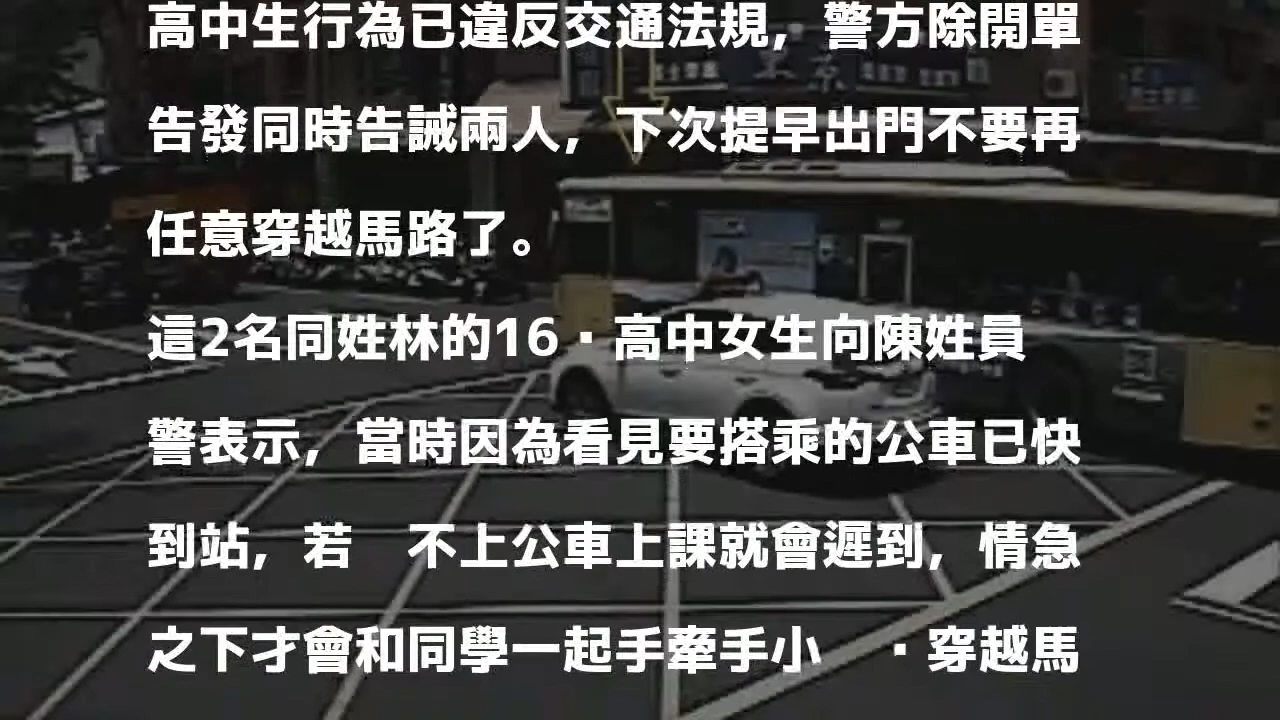 高中生行為已違反交通法規，警方除開單
告發同時告誡兩人，下次提早出門不要再
任意穿越馬路了。
這2名同姓林的16▪高中女生向陳姓員
警表示，當時因為看見要搭乘的公車已快
到站，若　不上公車上課就會遲到，情急
之下才會和同學一起手牽手小　▪穿越馬